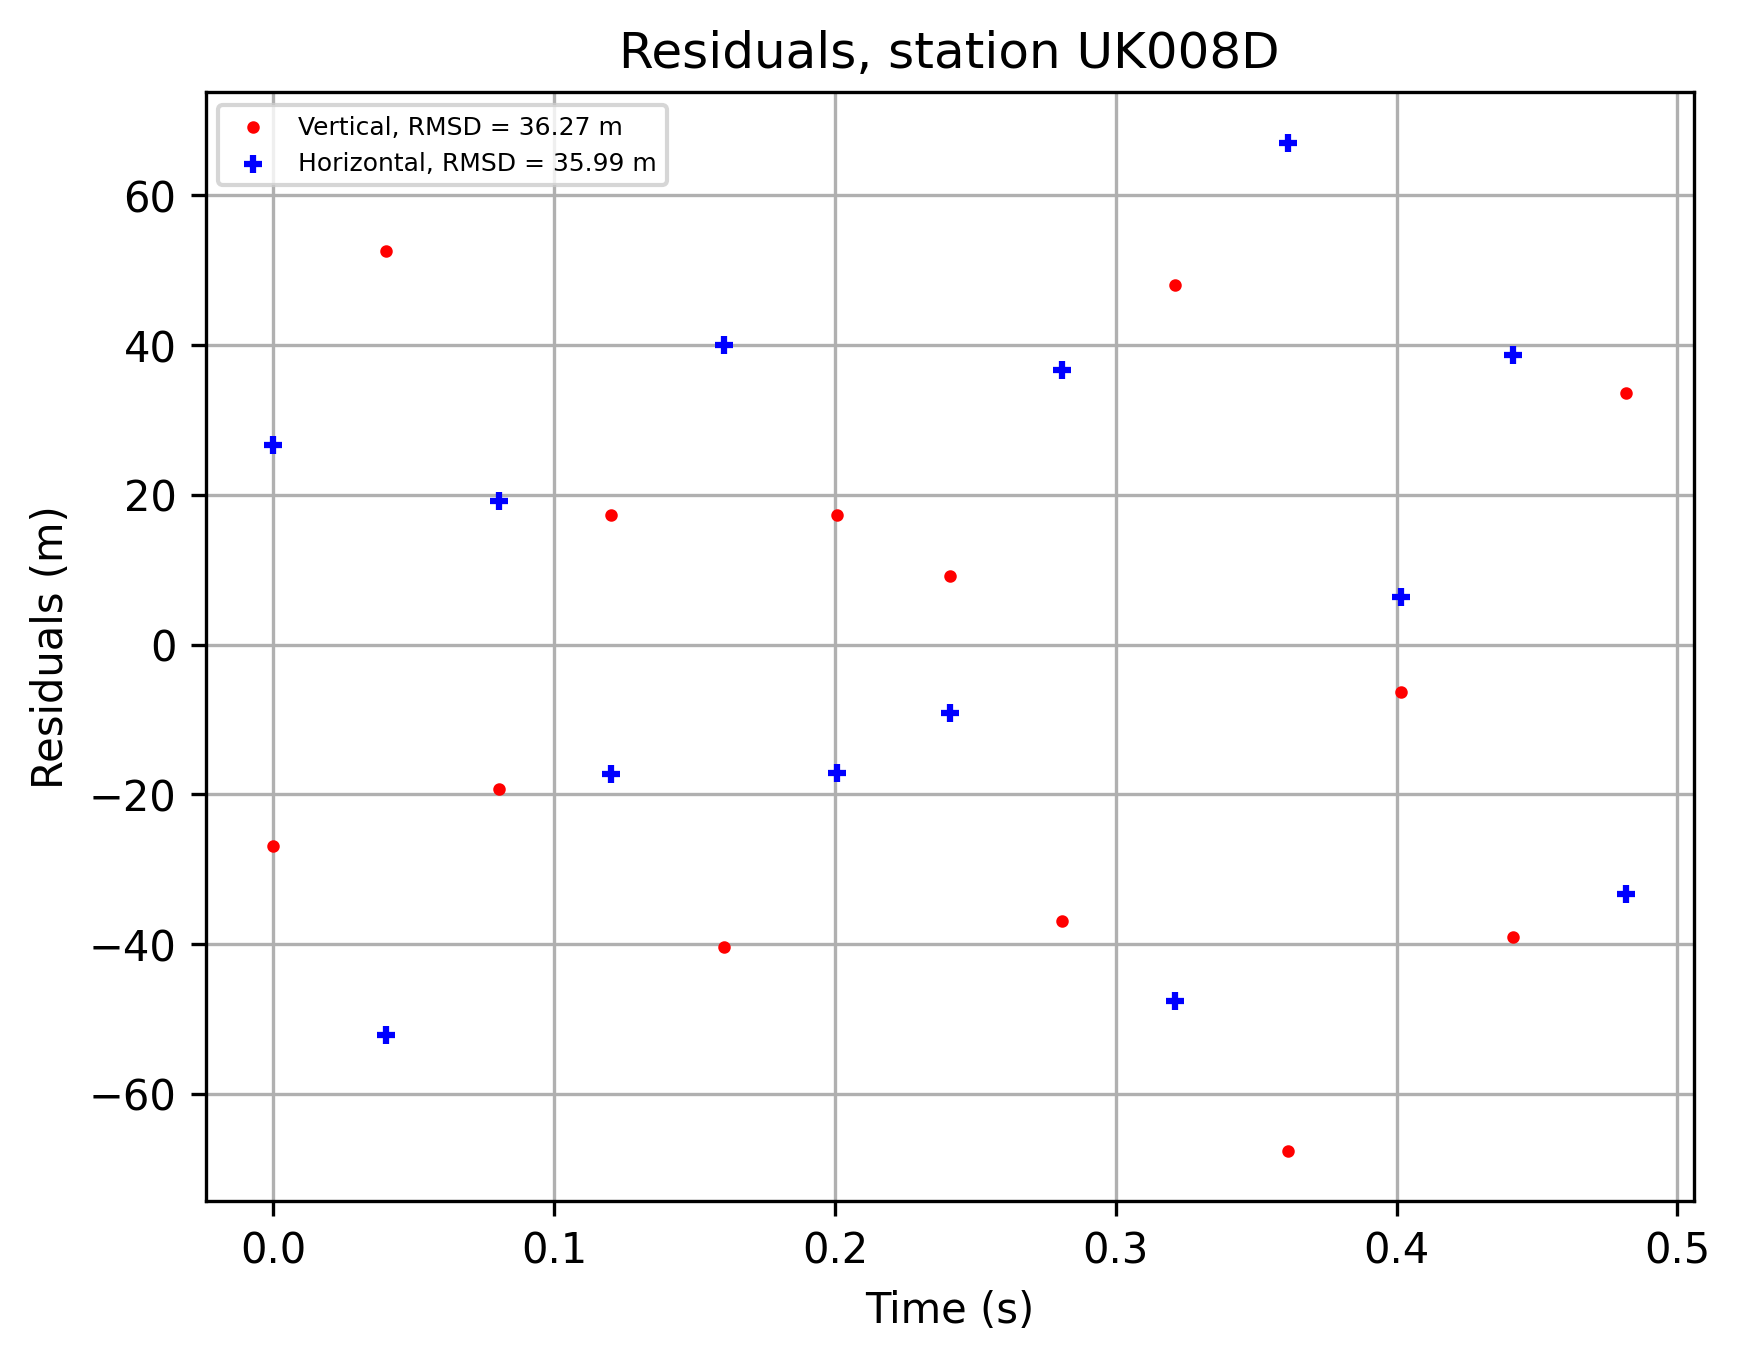 Residuals, station UK008D
Vertical, RMSD = 36.27 m
Horizontal, RMSD = 35.99 m
60
40
20
0
−20
−40
−60
Residuals (m)
0.0 0.1 0.2 0.3 0.4 0.5
Time (s)